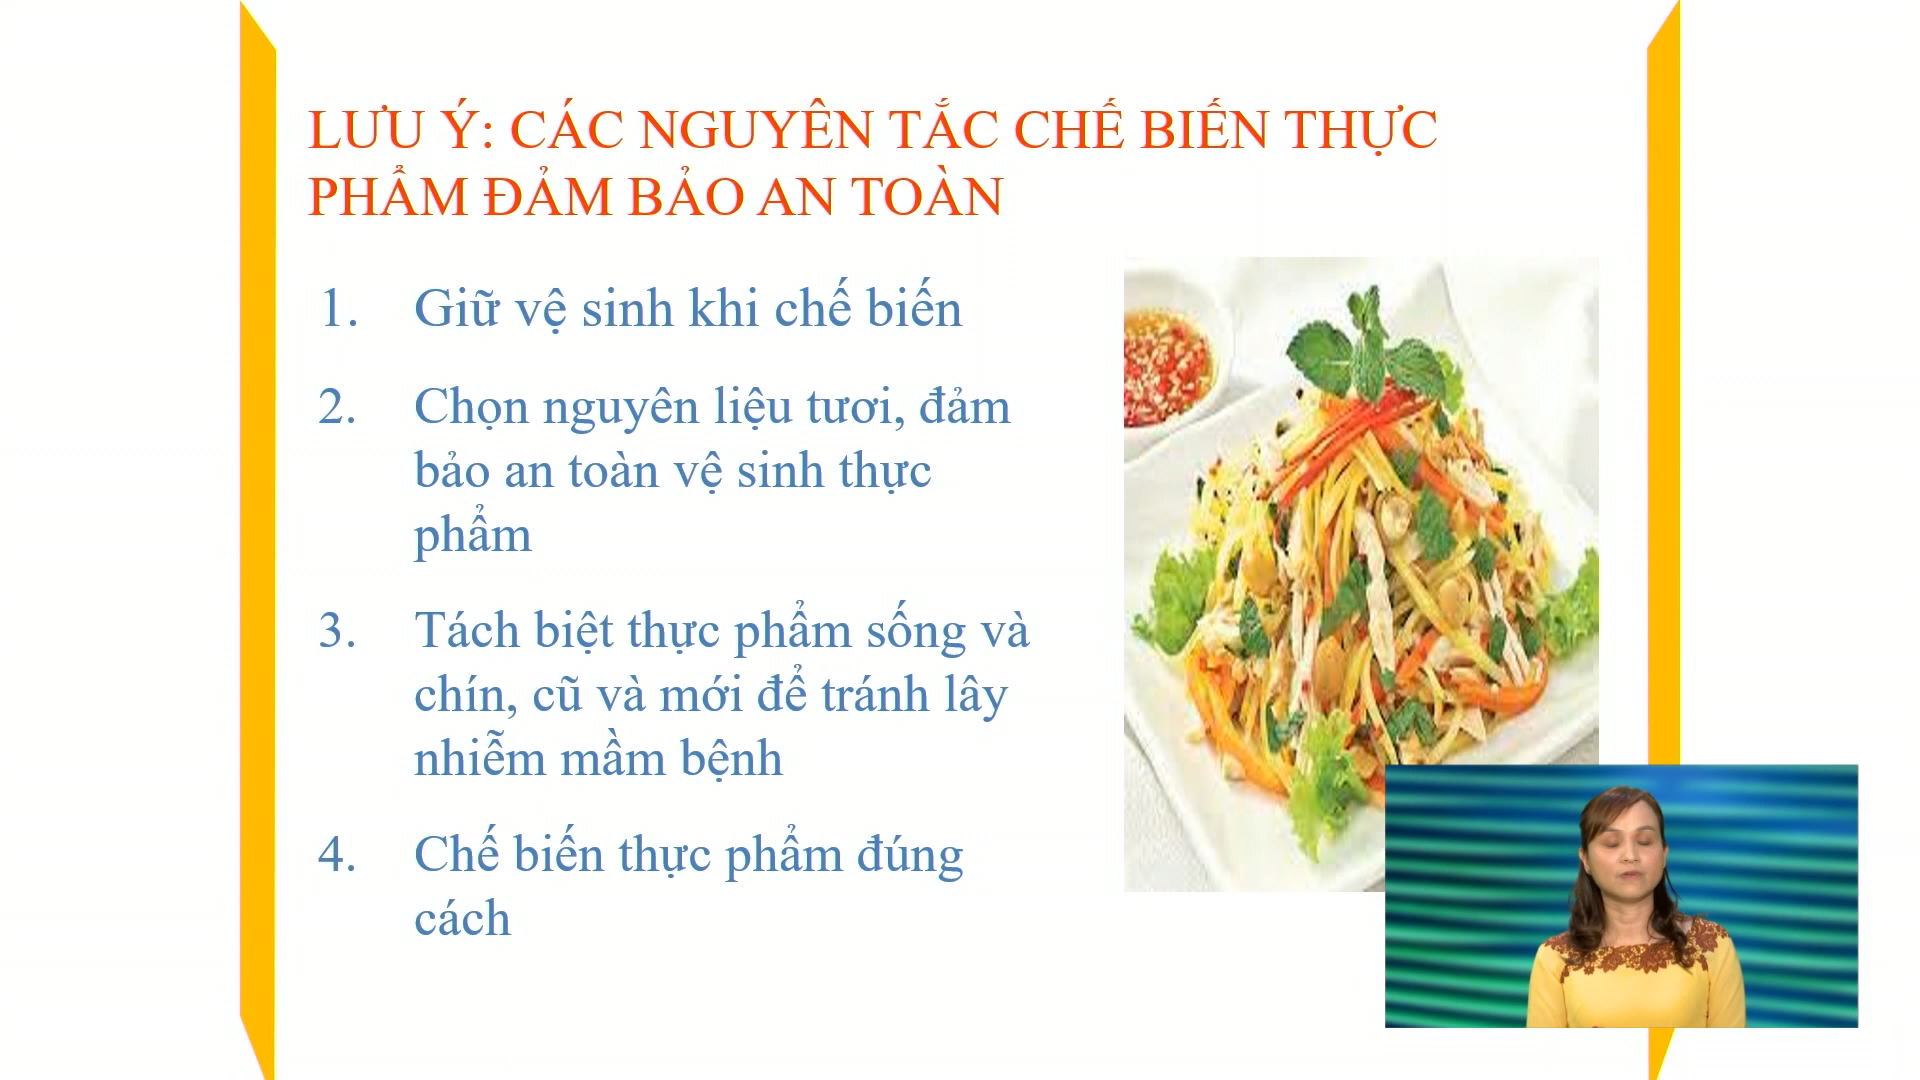 LƯU Ý: CÁC NGUYÊN TẮC CHẾ BIẾN THỰC
PHẨM ĐẢM BẢO AN TOÀN
1. Giữ vệ sinh khi chế biến
2. Chọn nguyên liệu tươi, đảm
bảo an toàn vệ sinh thực
phẩm
3. Tách biệt thực phẩm sống và
chín, cũ và mới để tránh lây
nhiễm mầm bệnh
4. Chế biến thực phẩm đúng
cách